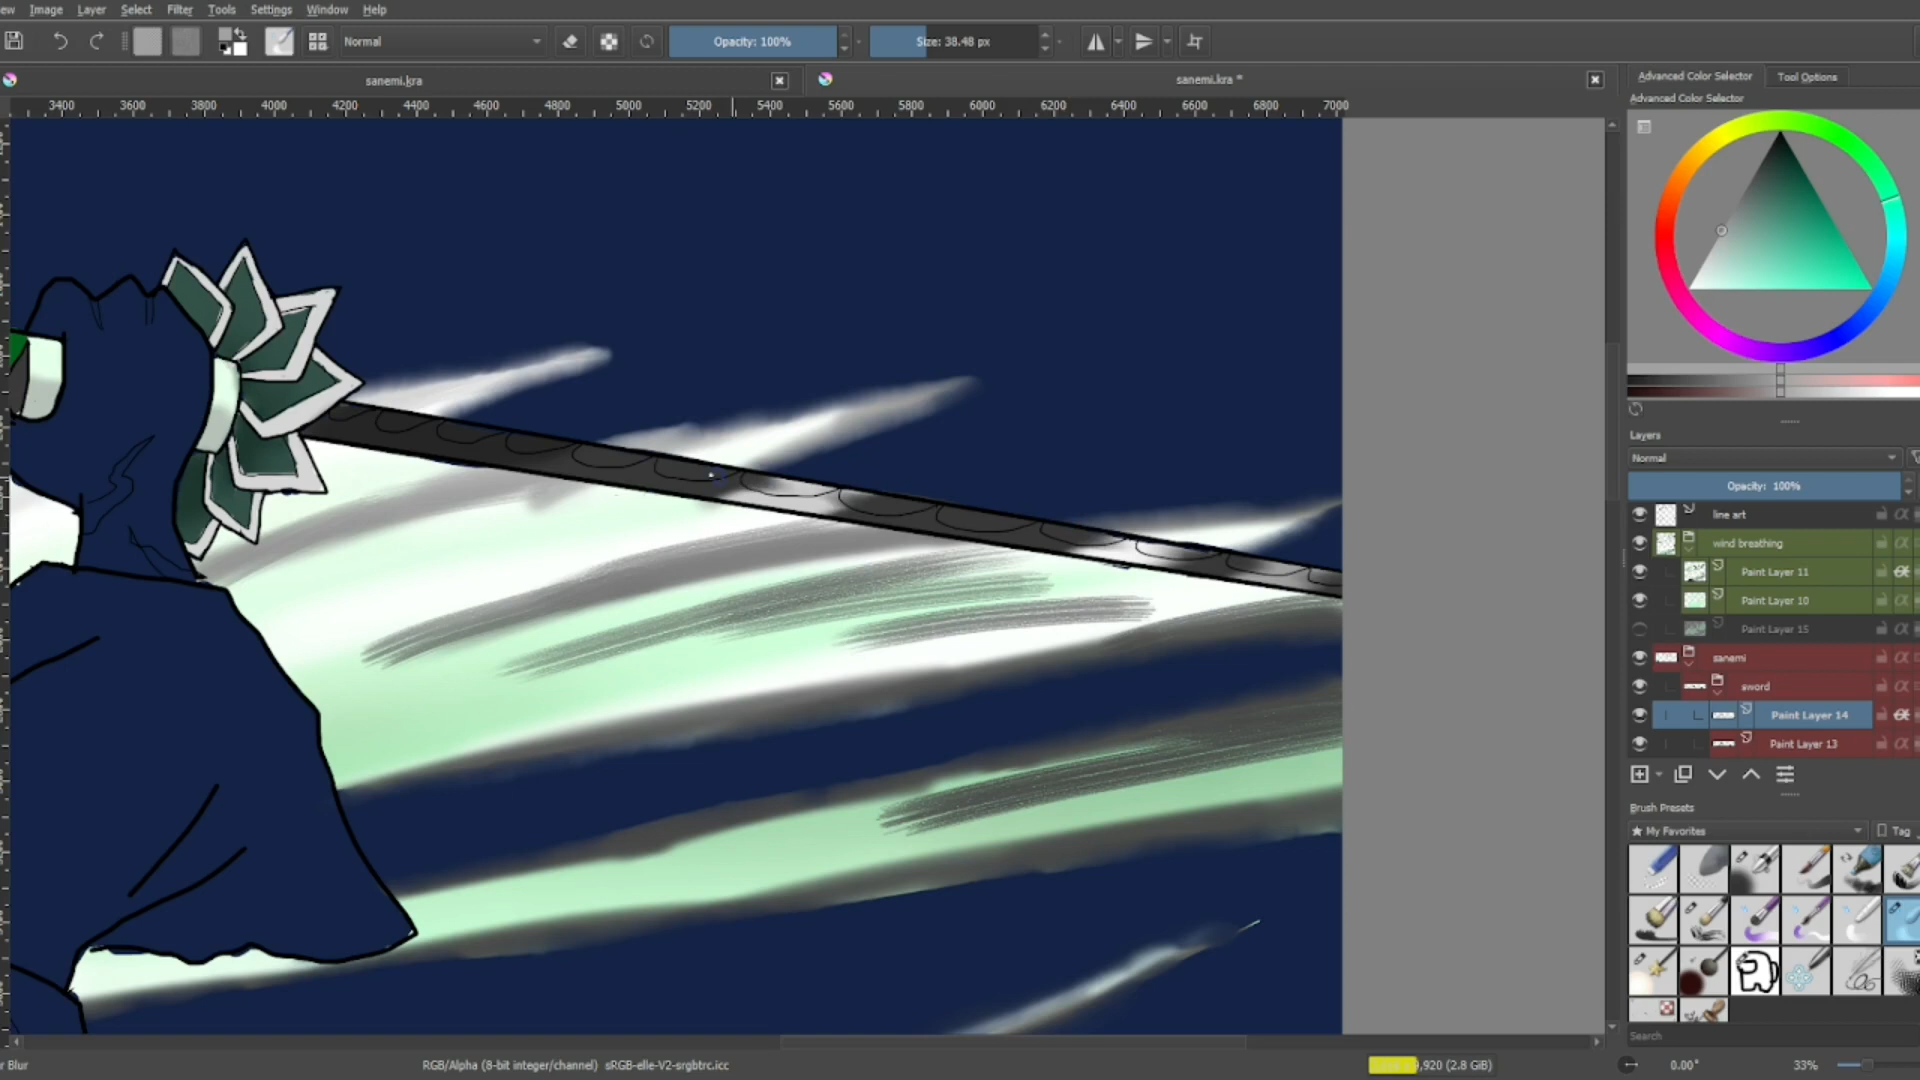 ew Image Layer Select Filter Tools Settings Window Help
Normal Opacity: 100% Size: 38.48 px
sanemi.kra
sanemi.kra *
3400 3600 3800 4000 4200 4400 4600 4800 5000 5200 5400 5600 5800 6000 6200 6400 6600 6800 7000
Advanced Color Selector Tool Options
Advanced Color Selector
Layers
Normal
Opacity: 100%
line art
wind breathing
Paint Layer 11
Paint Layer 10
Paint Layer 15
sanemi
sword
Paint Layer 14
Paint Layer 13
Brush Presets
★ My Favorites Tag
Search
r Blur RGB/Alpha (8-bit integer/channel) sRGB-elle-V2-srgbtrc.icc ,920 (2.8 GiB) 0.00° 33%